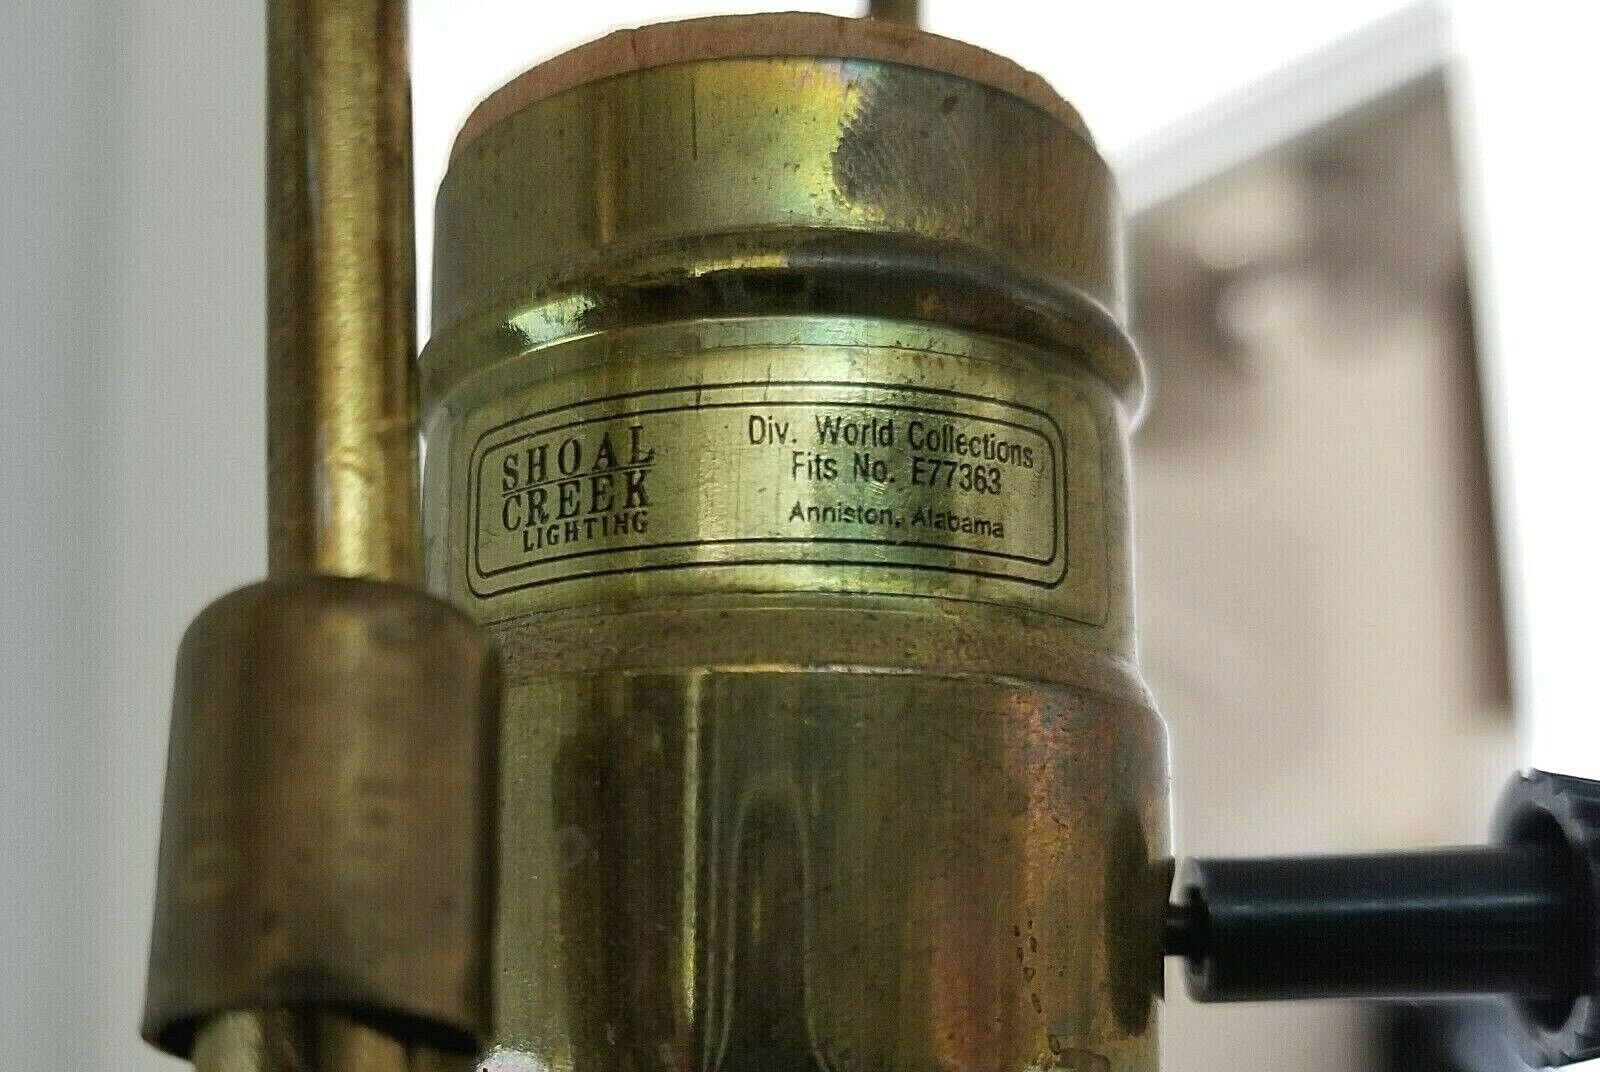 SHOAL
CREEK
LIGHTING
Div. World Collections
Fits No. E77363
Anniston, Alabama